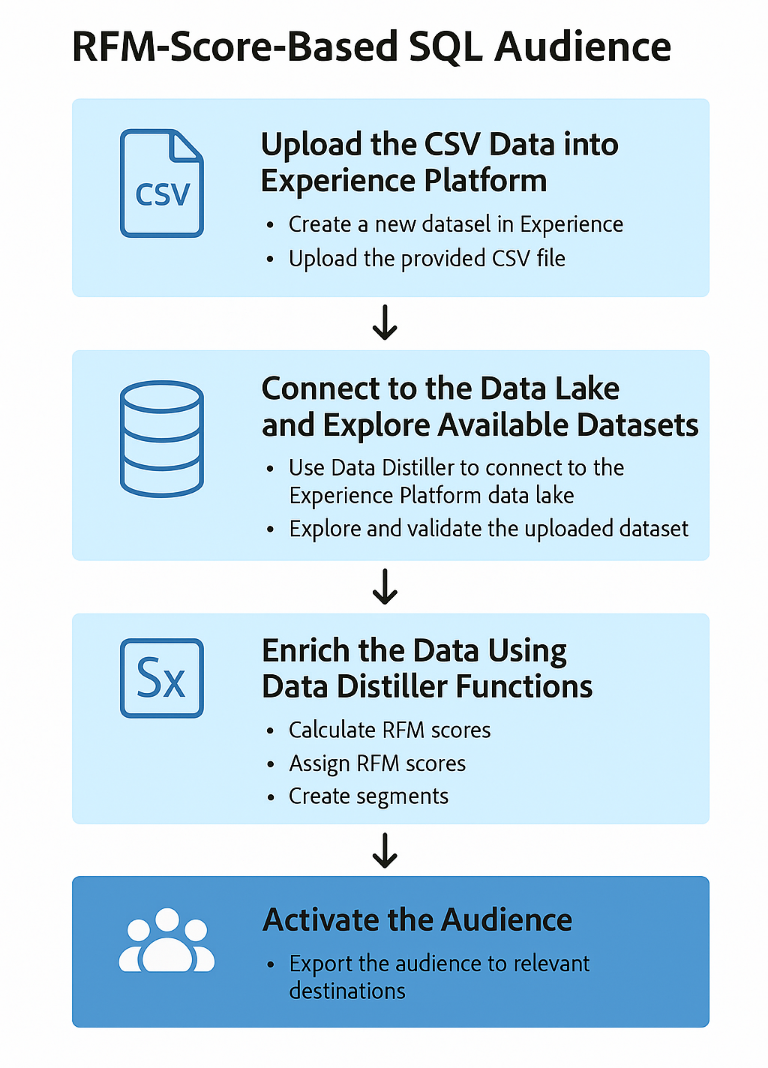 RFM-Score-Based SQL Audience
CSV
Upload the CSV Data into
Experience Platform
• Create a new datasel in Experience
• Upload the provided CSV file
Connect to the Data Lake
and Explore Available Datasets
• Use Data Distiller to connect to the
Experience Platform data lake
• Explore and validate the uploaded dataset
Sx
Enrich the Data Using
Data Distiller Functions
• Calculate RFM scores
• Assign RFM scores
• Create segments
Activate the Audience
• Export the audience to relevant
destinations